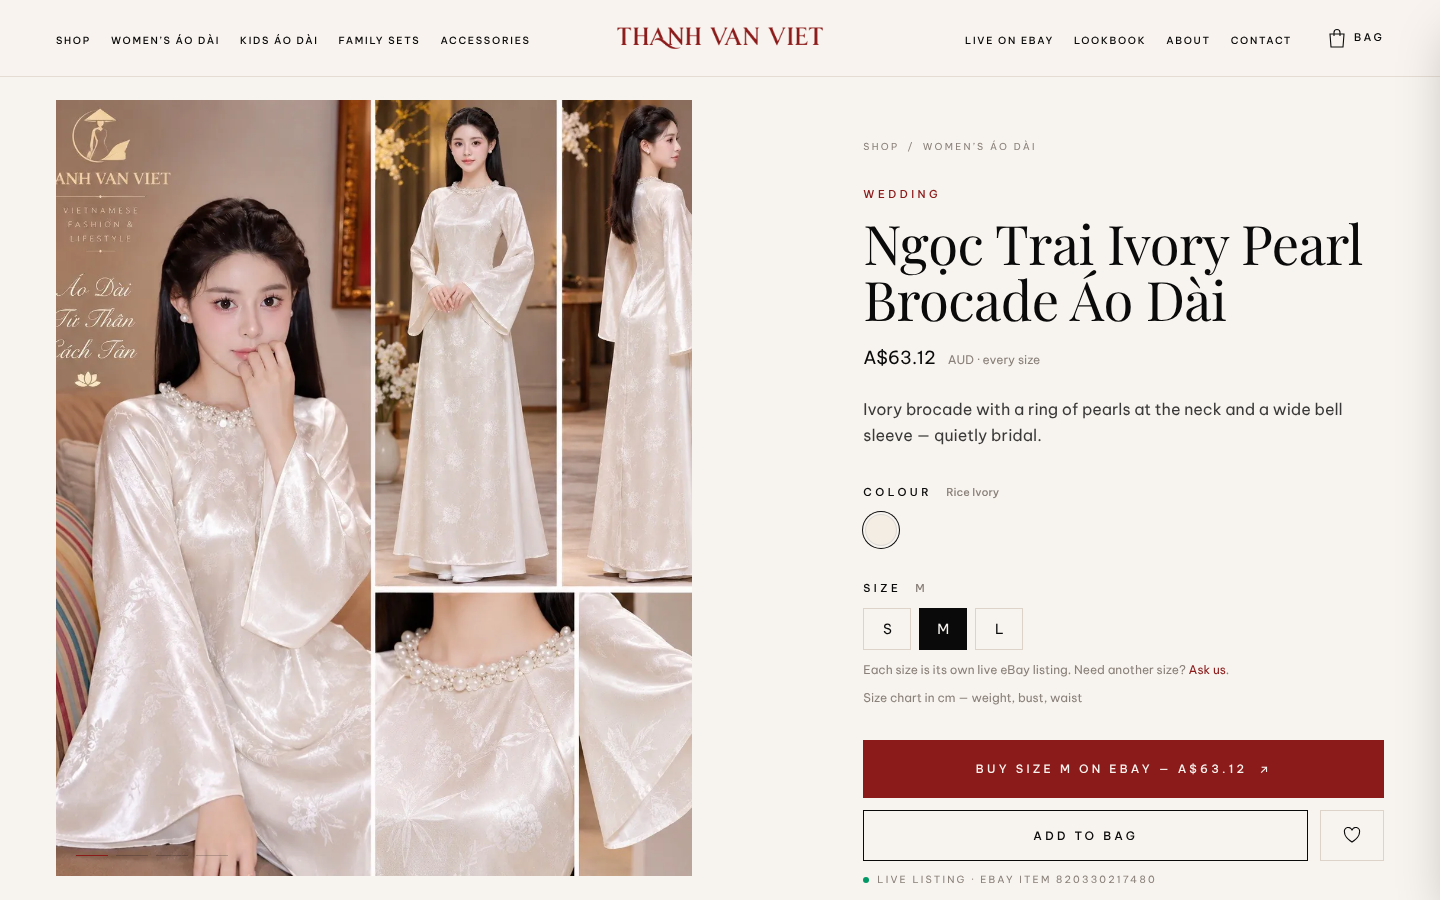 SHOP
WOMEN'S ÁO DÀI
KIDS ÁO DÀI
FAMILY SETS
ACCESSORIES
THANH VAN VIET
LIVE ON EBAY
LOOKBOOK
ABOUT
CONTACT
BAG
ANH VAN VIET
VIETNAMESE
FASHION &
LIFESTYLE
Áo Dài
Tứ Thân
Cách Tân
SHOP / WOMEN'S ÁO DÀI
WEDDING
Ngọc Trai Ivory Pearl
Brocade Áo Dài
A$63.12 AUD · every size
Ivory brocade with a ring of pearls at the neck and a wide bell
sleeve — quietly bridal.
COLOUR Rice Ivory
SIZE M
S
M
L
Each size is its own live eBay listing. Need another size? Ask us.
Size chart in cm — weight, bust, waist
BUY SIZE M ON EBAY — A$63.12 ↗
ADD TO BAG
LIVE LISTING · EBAY ITEM 820330217480